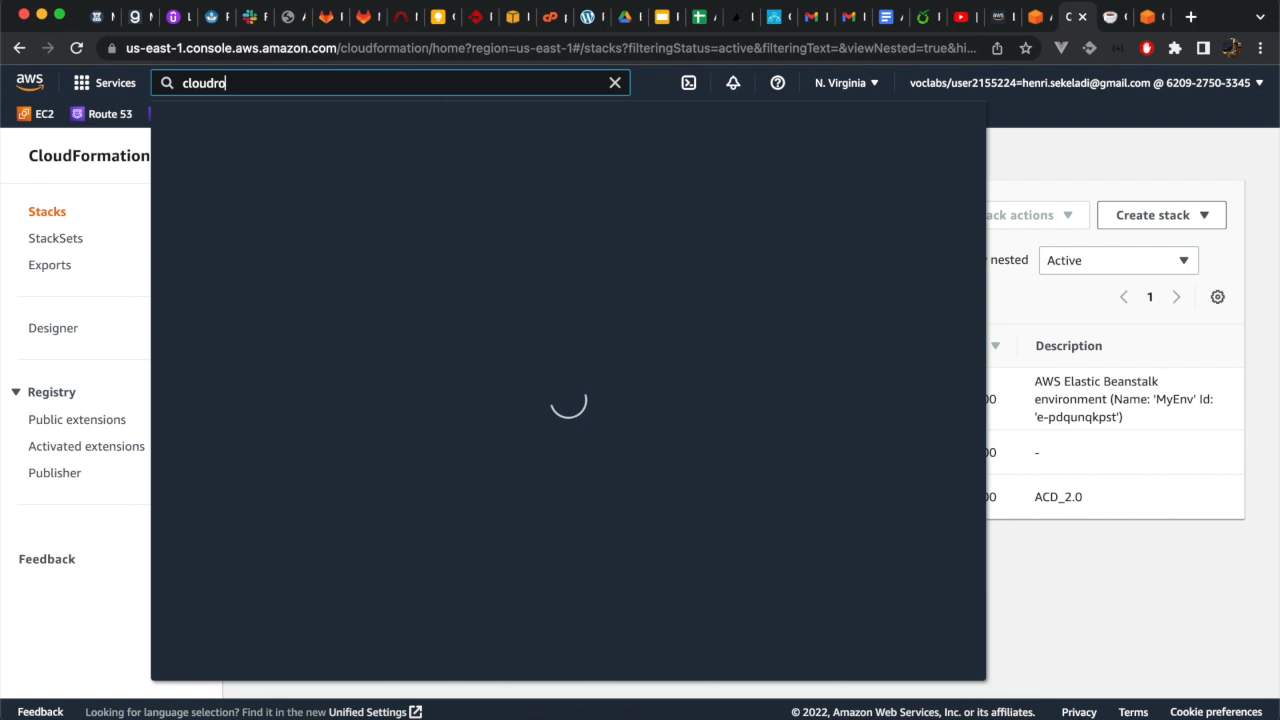 us-east-1.console.aws.amazon.com/cloudformation/home?region=us-east-1#/stacks?filteringStatus=active&filteringText=&viewNested=true&hi...
aws
Services
cloudro
N. Virginia
voclabs/user2155224=henri.sekeladi@gmail.com @ 6209-2750-3345
EC2
Route 53
CloudFormation
Stacks
StackSets
Exports
Designer
Registry
Public extensions
Activated extensions
Publisher
Feedback
ack actions
Create stack
nested
Active
1
Description
AWS Elastic Beanstalk
environment (Name: 'MyEnv' Id:
'e-pdqunqkpst')
00
-
00
ACD_2.0
Feedback
Looking for language selection? Find it in the new Unified Settings
© 2022, Amazon Web Services, Inc. or its affiliates.
Privacy
Terms
Cookie preferences